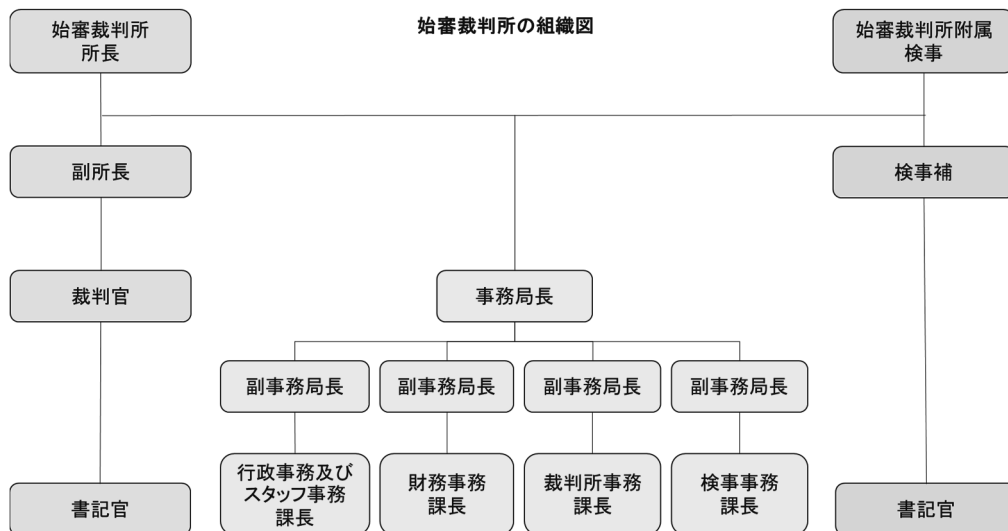 始審裁判所の組織図
始審裁判所
所長
始審裁判所附属
検事
副所長
検事補
裁判官
事務局長
副事務局長
副事務局長
副事務局長
副事務局長
行政事務及び
スタッフ事務
課長
財務事務
課長
裁判所事務
課長
検事事務
課長
書記官
書記官